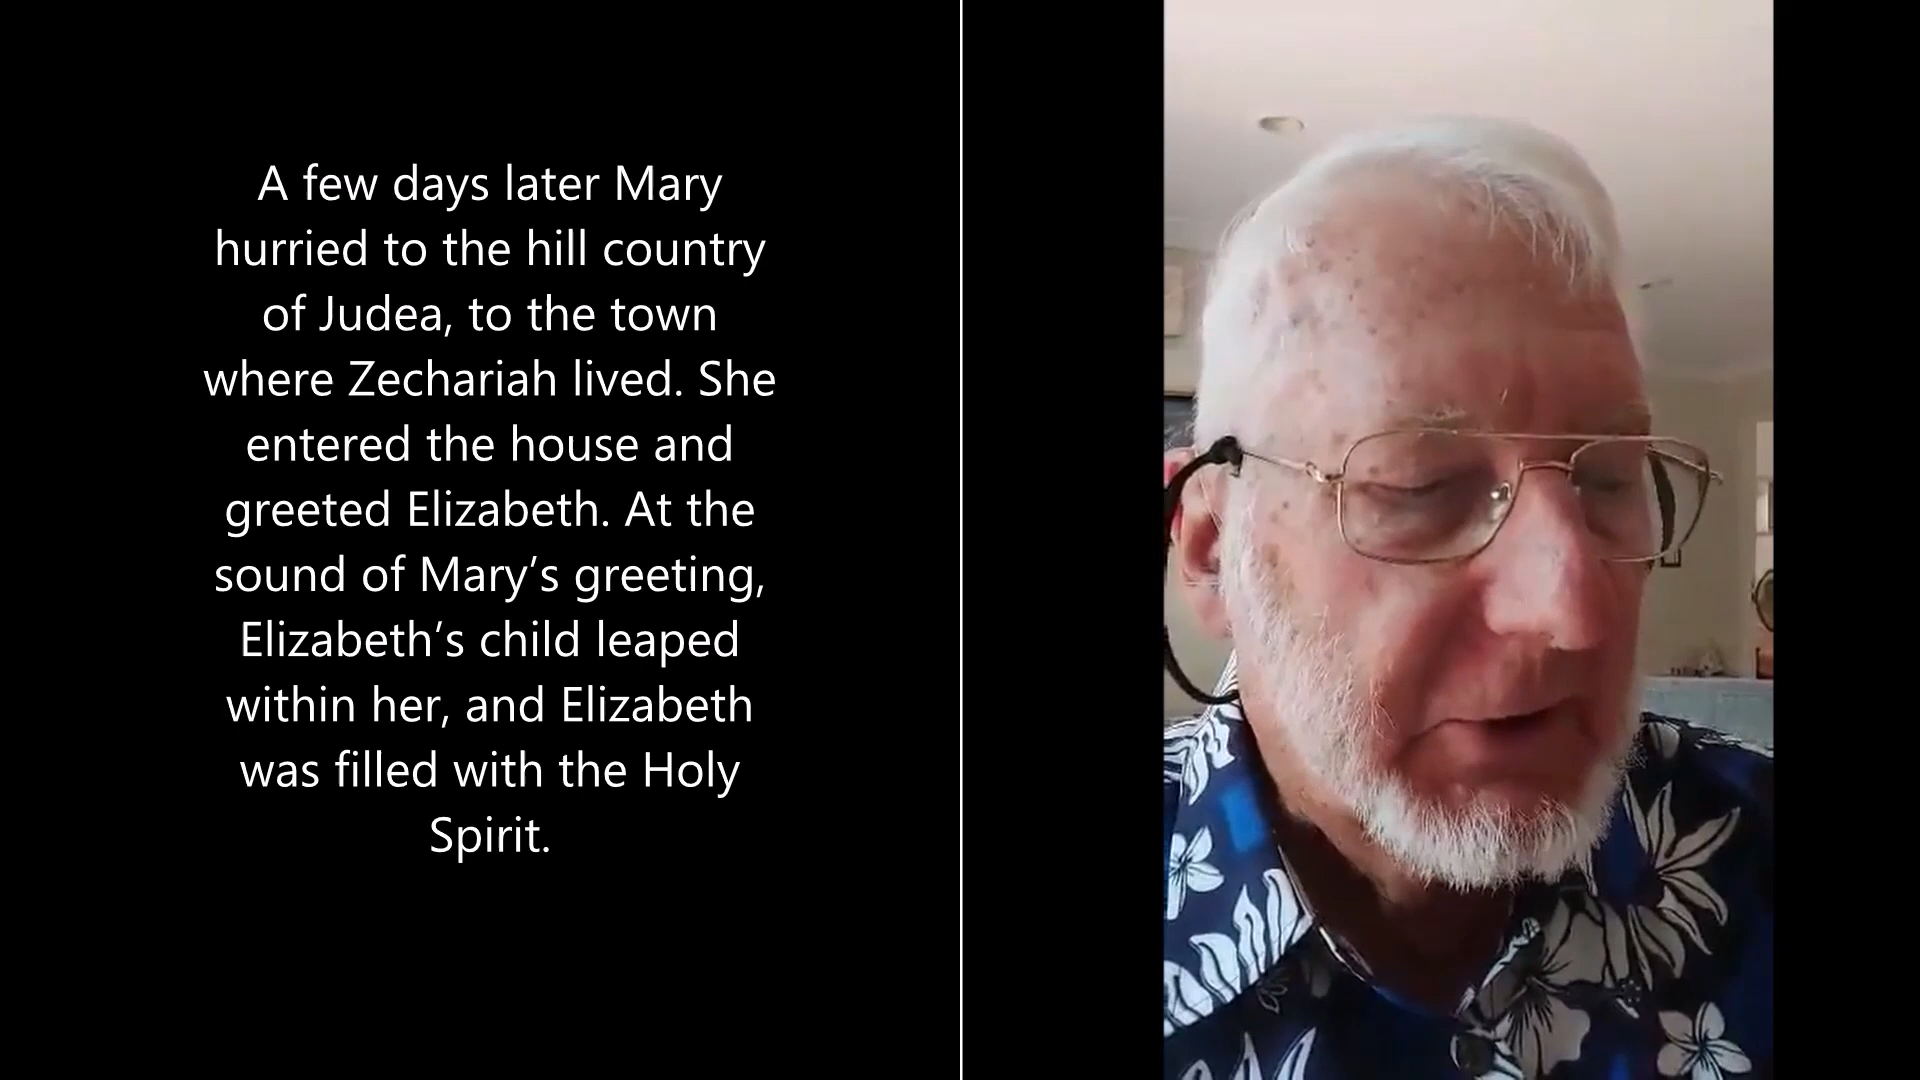 A few days later Mary
hurried to the hill country
of Judea, to the town
where Zechariah lived. She
entered the house and
greeted Elizabeth. At the
sound of Mary’s greeting,
Elizabeth’s child leaped
within her, and Elizabeth
was filled with the Holy
Spirit.